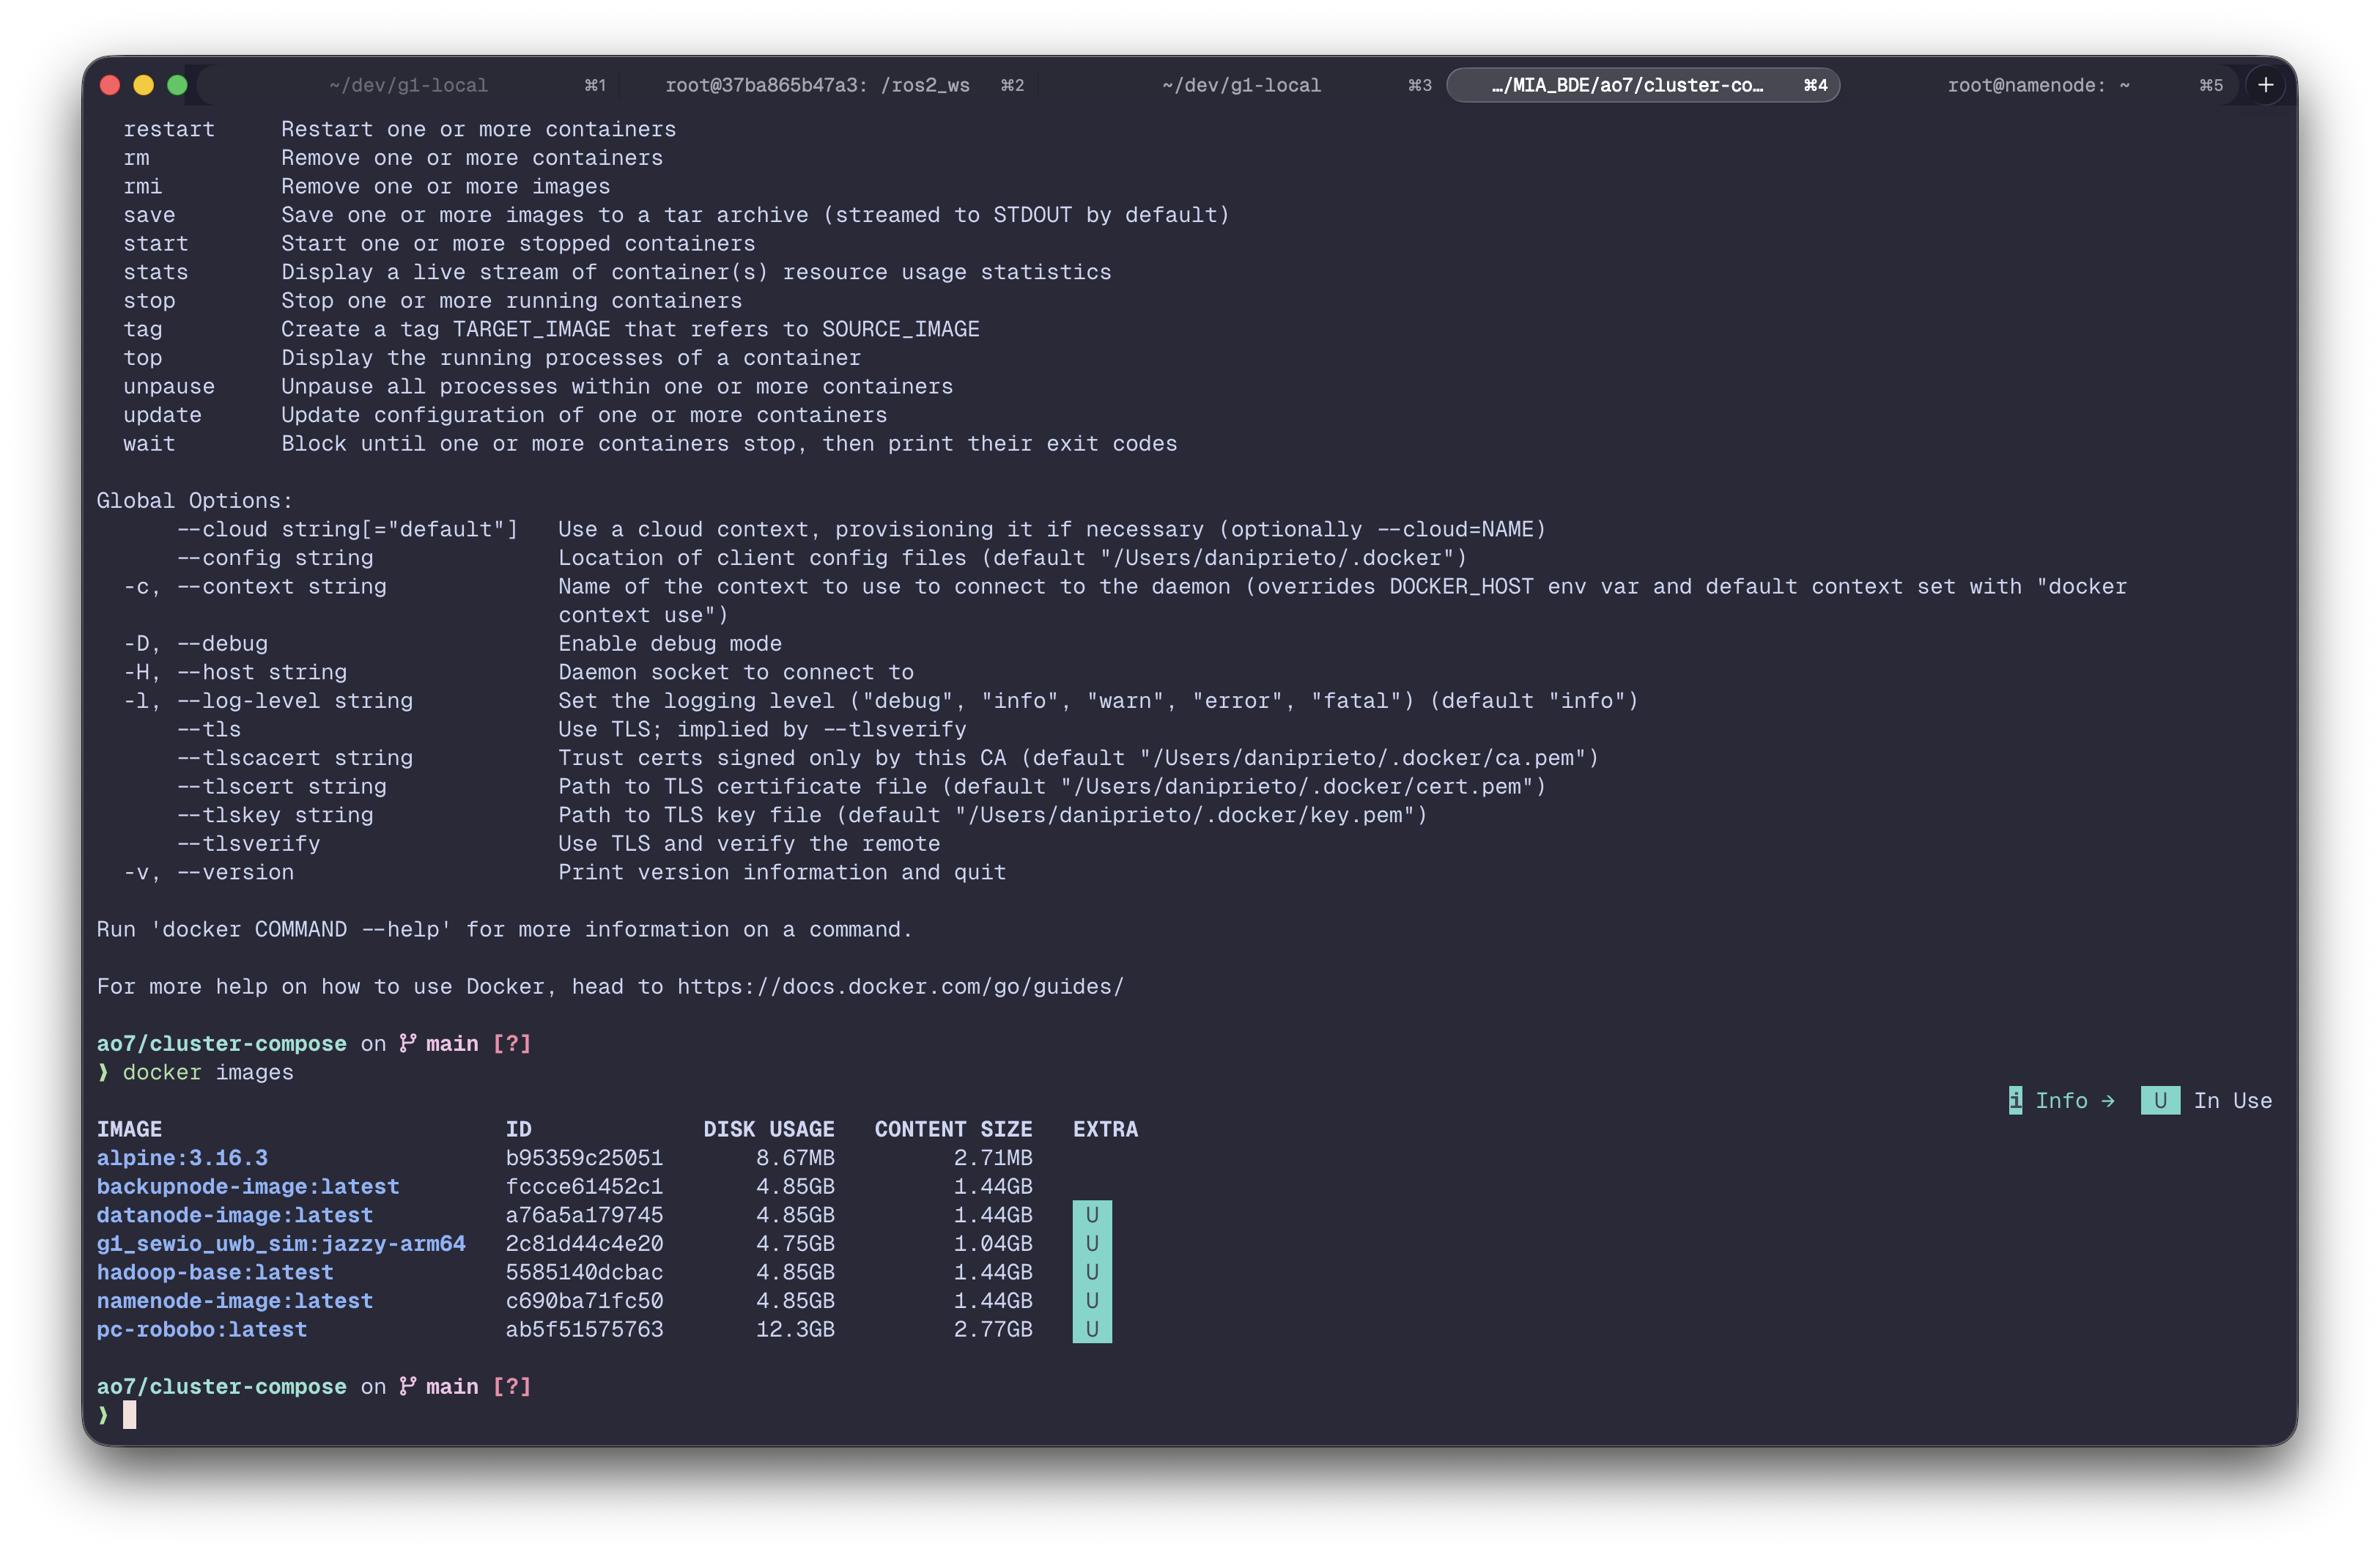 ~/dev/g1-local ⌘1 root@37ba865b47a3: /ros2_ws ⌘2 ~/dev/g1-local ⌘3 …/MIA_BDE/ao7/cluster-co… ⌘4 root@namenode: ~ ⌘5 +
restart     Restart one or more containers
rm          Remove one or more containers
rmi         Remove one or more images
save        Save one or more images to a tar archive (streamed to STDOUT by default)
start       Start one or more stopped containers
stats       Display a live stream of container(s) resource usage statistics
stop        Stop one or more running containers
tag         Create a tag TARGET_IMAGE that refers to SOURCE_IMAGE
top         Display the running processes of a container
unpause     Unpause all processes within one or more containers
update      Update configuration of one or more containers
wait        Block until one or more containers stop, then print their exit codes
Global Options:
--cloud string[="default"]   Use a cloud context, provisioning it if necessary (optionally --cloud=NAME)
--config string              Location of client config files (default "/Users/daniprieto/.docker")
-c, --context string             Name of the context to use to connect to the daemon (overrides DOCKER_HOST env var and default context set with "docker
context use")
-D, --debug                      Enable debug mode
-H, --host string                Daemon socket to connect to
-l, --log-level string           Set the logging level ("debug", "info", "warn", "error", "fatal") (default "info")
--tls                        Use TLS; implied by --tlsverify
--tlscacert string           Trust certs signed only by this CA (default "/Users/daniprieto/.docker/ca.pem")
--tlscert string             Path to TLS certificate file (default "/Users/daniprieto/.docker/cert.pem")
--tlskey string              Path to TLS key file (default "/Users/daniprieto/.docker/key.pem")
--tlsverify                  Use TLS and verify the remote
-v, --version                    Print version information and quit
Run 'docker COMMAND --help' for more information on a command.
For more help on how to use Docker, head to https://docs.docker.com/go/guides/
ao7/cluster-compose on main [?]
❯ docker images
i Info → U In Use
IMAGE                          ID             DISK USAGE   CONTENT SIZE   EXTRA
alpine:3.16.3                  b95359c25051       8.67MB         2.71MB
backupnode-image:latest        fccce61452c1       4.85GB         1.44GB
datanode-image:latest          a76a5a179745       4.85GB         1.44GB    U
g1_sewio_uwb_sim:jazzy-arm64   2c81d44c4e20       4.75GB         1.04GB    U
hadoop-base:latest             5585140dcbac       4.85GB         1.44GB    U
namenode-image:latest          c690ba71fc50       4.85GB         1.44GB    U
pc-robobo:latest               ab5f51575763       12.3GB         2.77GB    U
ao7/cluster-compose on main [?]
❯